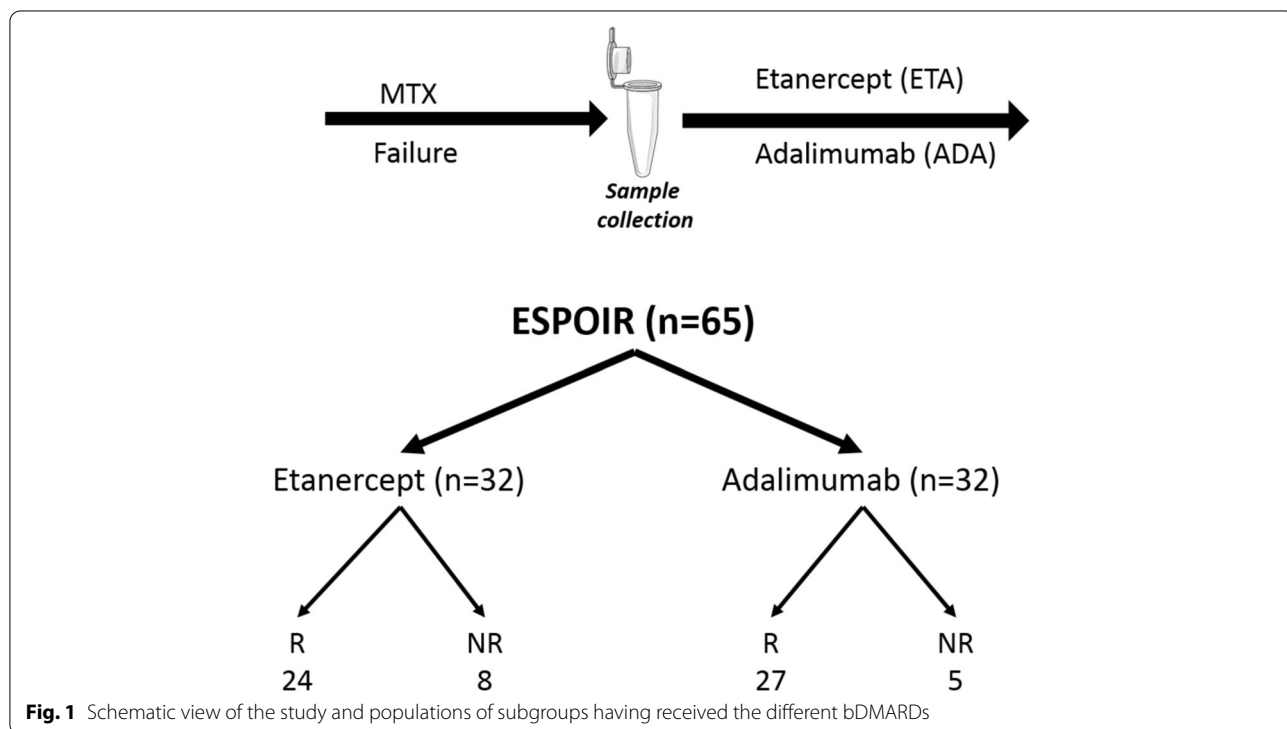 MTX
Failure
Sample
collection
Etanercept (ETA)
Adalimumab (ADA)
ESPOIR (n=65)
Etanercept (n=32)
Adalimumab (n=32)
R
NR
R
NR
24
8
27
5
Fig. 1 Schematic view of the study and populations of subgroups having received the different bDMARDs